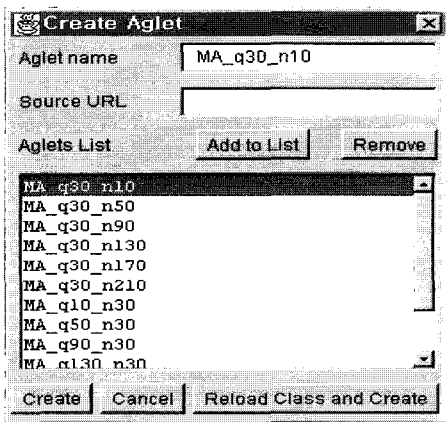 Create Aglet
Aglet name MA_q30_n10
Source URL
Aglets List Add to List Remove
MA_q30_n10
MA_q30_n50
MA_q30_n90
MA_q30_n130
MA_q30_n170
MA_q30_n210
MA_q10_n30
MA_q50_n30
MA_q90_n30
MA_q130_n30
Create Cancel Reload Class and Create